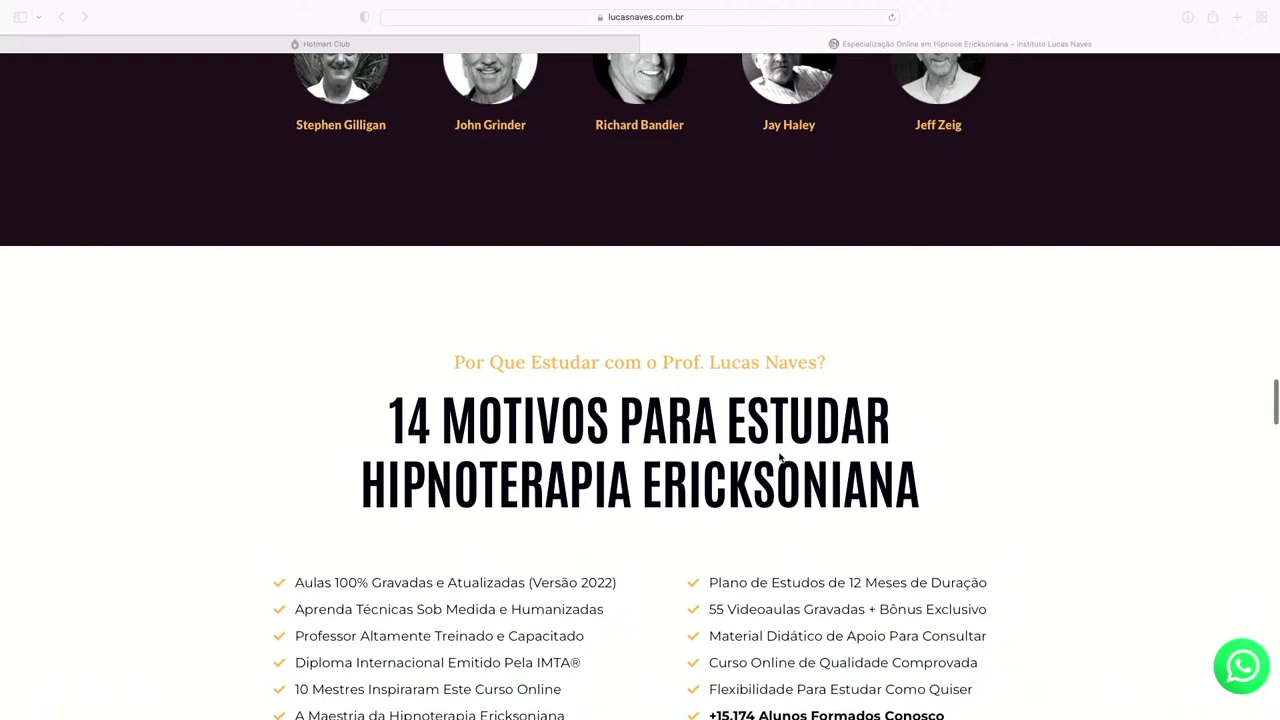 lucasnaves.com.br
Hotmart Club
Especialização Online em Hipnose Ericksoniana – Instituto Lucas Naves
Stephen Gilligan
John Grinder
Richard Bandler
Jay Haley
Jeff Zeig
Por Que Estudar com o Prof. Lucas Naves?
14 MOTIVOS PARA ESTUDAR
HIPNOTERAPIA ERICKSONIANA
Aulas 100% Gravadas e Atualizadas (Versão 2022)
Aprenda Técnicas Sob Medida e Humanizadas
Professor Altamente Treinado e Capacitado
Diploma Internacional Emitido Pela IMTA®
10 Mestres Inspiraram Este Curso Online
A Maestria da Hipnoterapia Ericksoniana
Plano de Estudos de 12 Meses de Duração
55 Videoaulas Gravadas + Bônus Exclusivo
Material Didático de Apoio Para Consultar
Curso Online de Qualidade Comprovada
Flexibilidade Para Estudar Como Quiser
+15.174 Alunos Formados Conosco